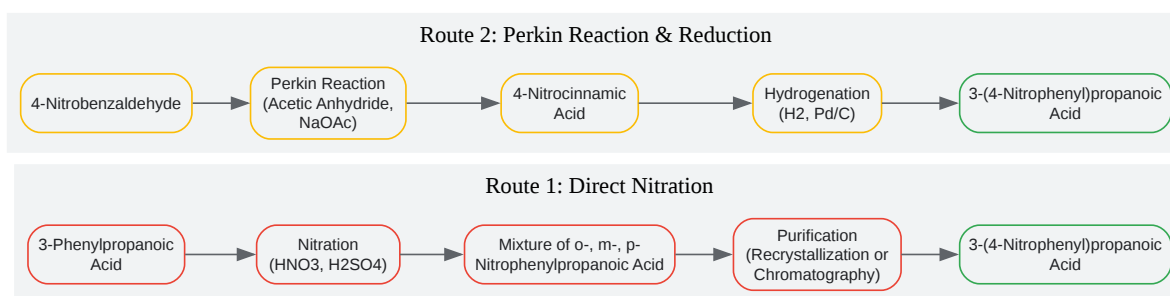 Route 2: Perkin Reaction & Reduction
4-Nitrobenzaldehyde
Perkin Reaction
(Acetic Anhydride,
NaOAc)
4-Nitrocinnamic
Acid
Hydrogenation
(H2, Pd/C)
3-(4-Nitrophenyl)propanoic
Acid
Route 1: Direct Nitration
3-Phenylpropanoic
Acid
Nitration
(HNO3, H2SO4)
Mixture of o-, m-, p-
Nitrophenylpropanoic Acid
Purification
(Recrystallization or
Chromatography)
3-(4-Nitrophenyl)propanoic
Acid